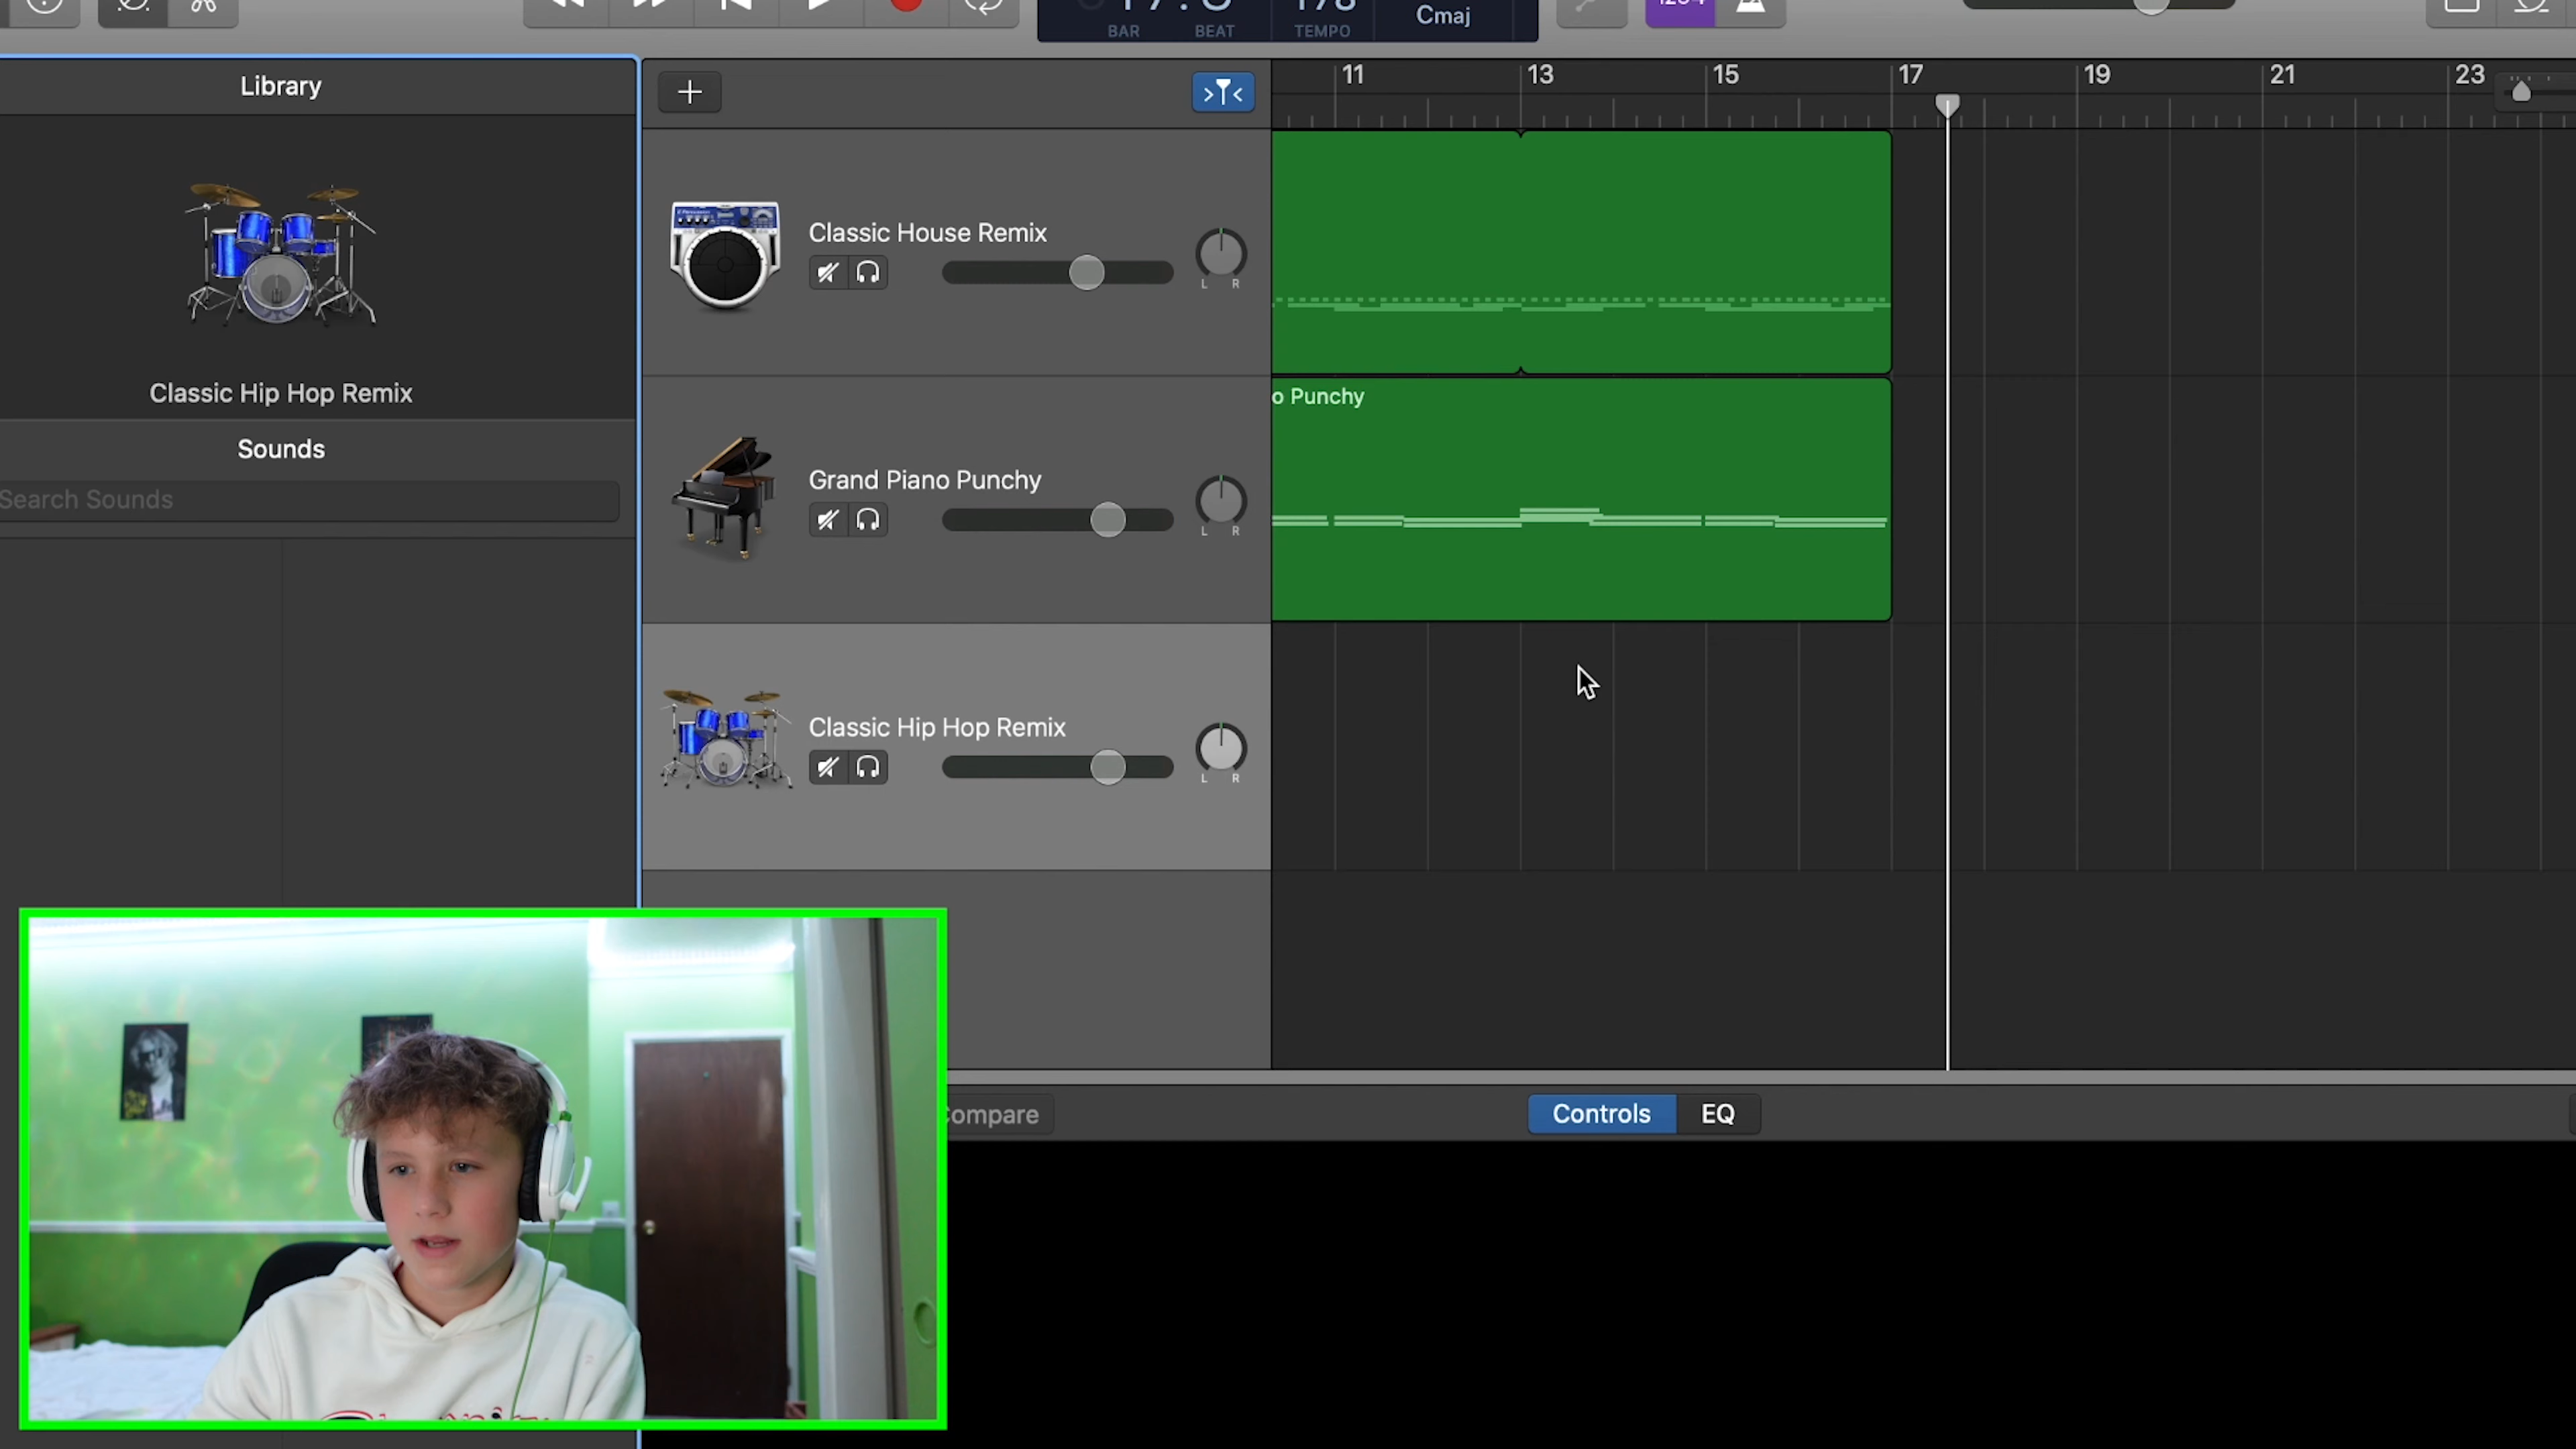 BAR BEAT TEMPO
Cmaj
Library
11 13 15 17 19 21 23
Classic House Remix
L R
Classic Hip Hop Remix
o Punchy
Sounds
Grand Piano Punchy
Search Sounds
L R
Classic Hip Hop Remix
L R
ompare
Controls EQ